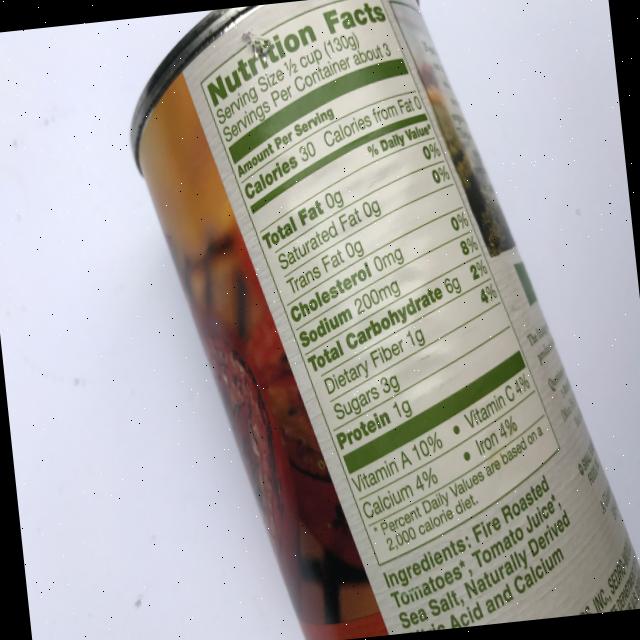 Nutrition Facts
Serving Size ½ cup (130g)
Servings Per Container about 3
Amount Per Serving
Calories 30 Calories from Fat 0
% Daily Value*
Total Fat 0g 0%
Saturated Fat 0g 0%
Trans Fat 0g
Cholesterol 0mg 0%
Sodium 200mg 8%
Total Carbohydrate 6g 2%
Dietary Fiber 1g 4%
Sugars 3g
Protein 1g
Vitamin A 10% • Vitamin C 4%
Calcium 4% • Iron 4%
*Percent Daily Values are based on a
2,000 calorie diet.
Ingredients: Fire Roasted
Tomatoes*, Tomato Juice*,
Sea Salt, Naturally Derived
Acid and Calcium